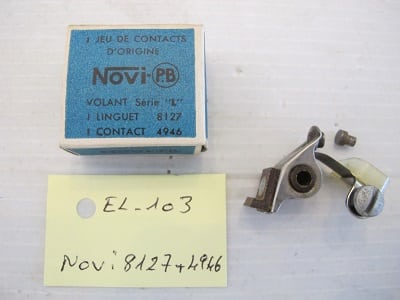 1 JEU DE CONTACTS
D'ORIGINE
NOVI-PB
VOLANT Série "L"
1 LINGUET 8127
1 CONTACT 4946
EL-103
Novi 8127+4946